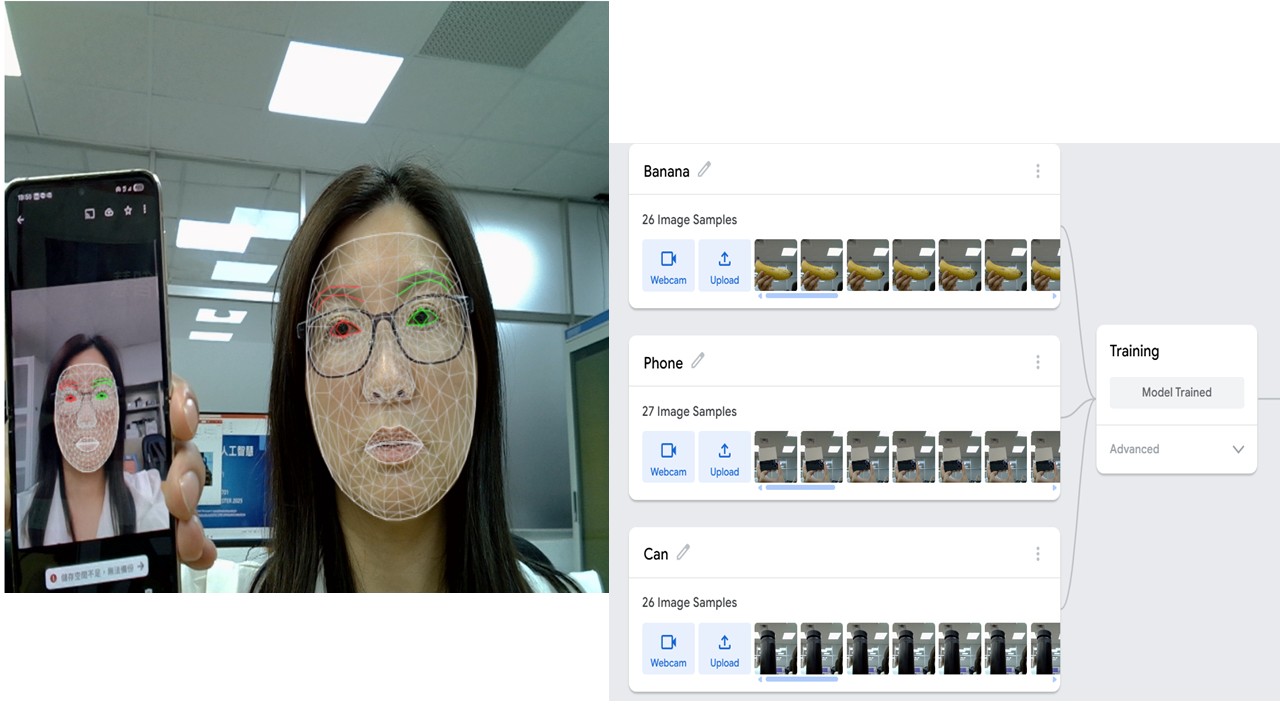 人工智慧
儲存空間不足，無法備份
Banana
26 Image Samples
Webcam
Upload
Phone
27 Image Samples
Webcam
Upload
Can
26 Image Samples
Webcam
Upload
Training
Model Trained
Advanced